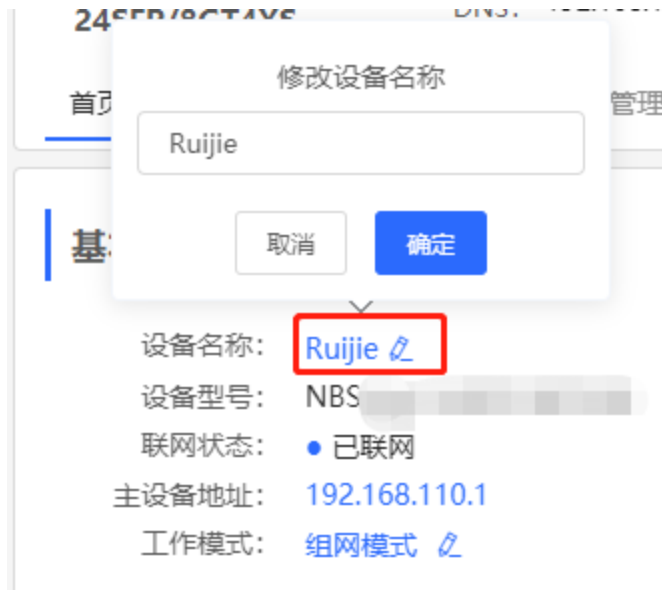 修改设备名称
首页
管理
Ruijie
取消
确定
设备名称： Ruijie
设备型号： NBS
联网状态： 已联网
主设备地址： 192.168.110.1
工作模式： 组网模式